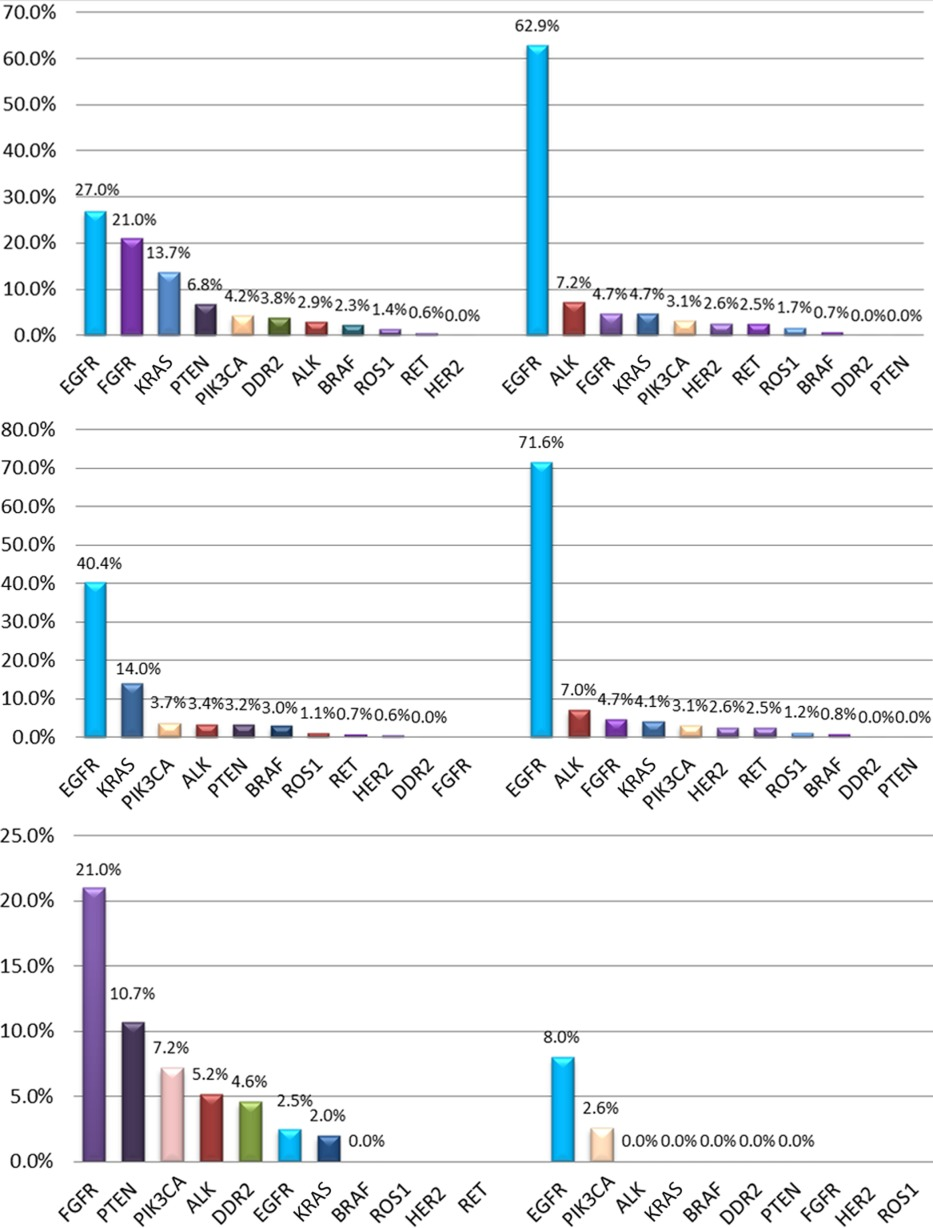 70.0%
60.0%
50.0%
40.0%
30.0%
20.0%
10.0%
0.0%
27.0%
21.0%
13.7%
6.8%
4.2%
3.8%
2.9%
2.3%
1.4%
0.6%
0.0%
EGFR
FGFR
KRAS
PTEN
PIK3CA
DDR2
ALK
BRAF
ROS1
RET
HER2
62.9%
7.2%
4.7%
4.7%
3.1%
2.6%
2.5%
1.7%
0.7%
0.0%
0.0%
EGFR
ALK
FGFR
KRAS
PIK3CA
HER2
RET
ROS1
BRAF
DDR2
PTEN
80.0%
70.0%
60.0%
50.0%
40.0%
30.0%
20.0%
10.0%
0.0%
40.4%
14.0%
3.7%
3.4%
3.2%
3.0%
1.1%
0.7%
0.6%
0.0%
EGFR
KRAS
PIK3CA
ALK
PTEN
BRAF
ROS1
RET
HER2
DDR2
FGFR
71.6%
7.0%
4.7%
4.1%
3.1%
2.6%
2.5%
1.2%
0.8%
0.0%
0.0%
EGFR
ALK
FGFR
KRAS
PIK3CA
HER2
RET
ROS1
BRAF
DDR2
PTEN
25.0%
20.0%
15.0%
10.0%
5.0%
0.0%
21.0%
10.7%
7.2%
5.2%
4.6%
2.5%
2.0%
0.0%
FGFR
PTEN
PIK3CA
ALK
DDR2
EGFR
KRAS
BRAF
ROS1
HER2
RET
8.0%
2.6%
0.0%
0.0%
0.0%
0.0%
0.0%
EGFR
PIK3CA
ALK
KRAS
BRAF
DDR2
PTEN
FGFR
HER2
ROS1